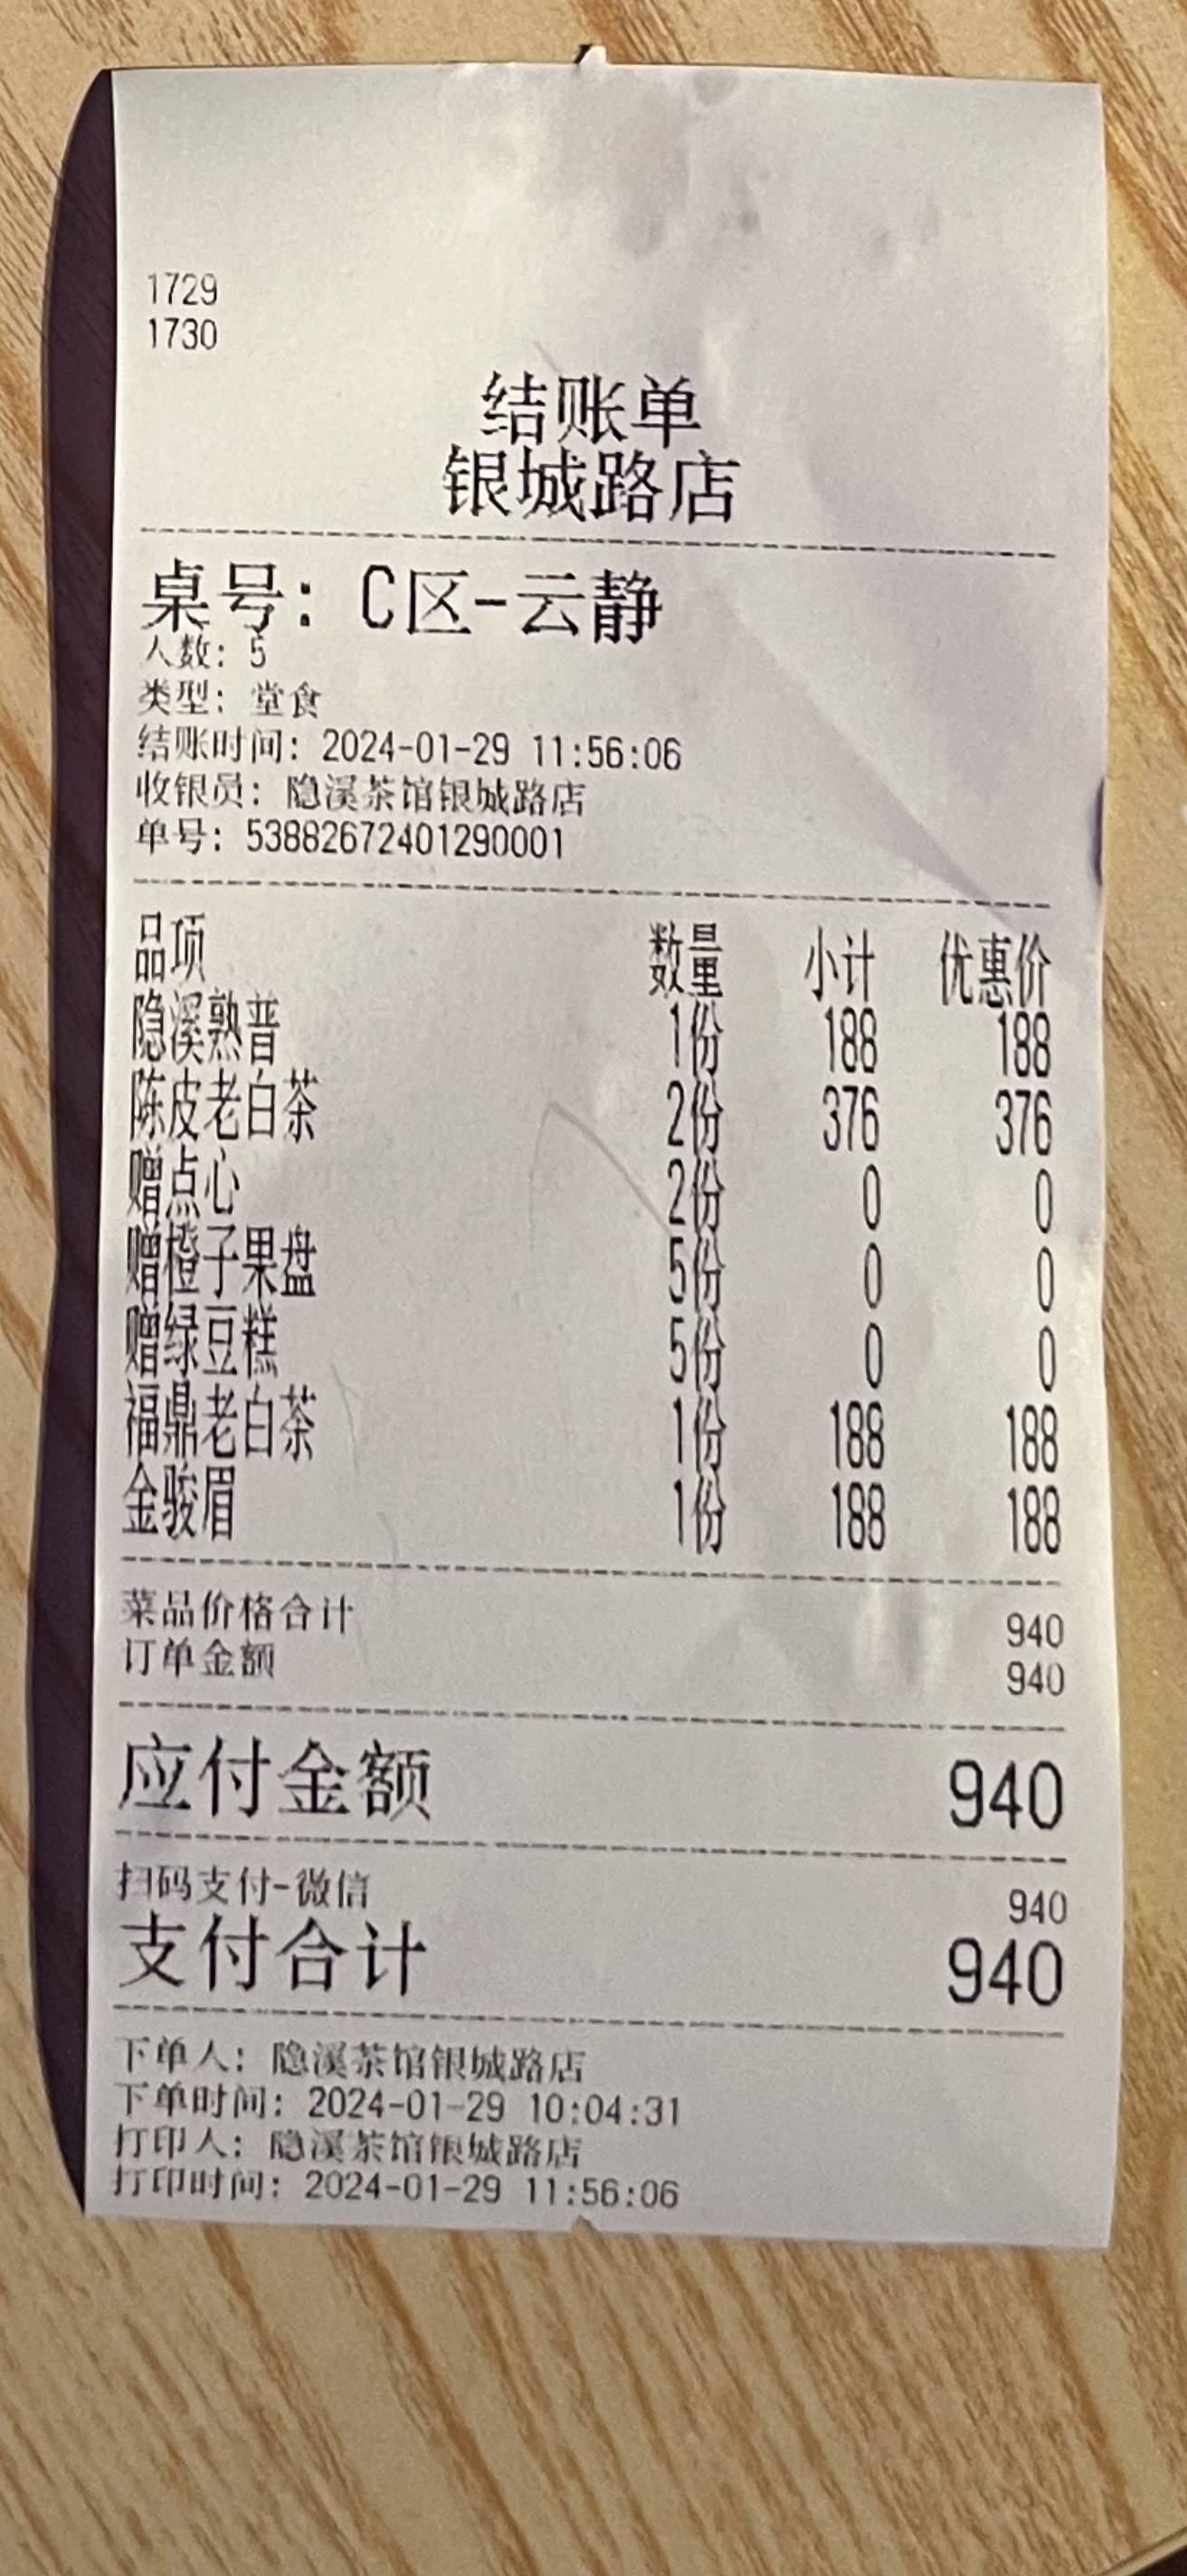 1729
1730
结账单
银城路店
桌号: C区-云静
人数: 5
类型: 堂食
结账时间: 2024-01-29 11:56:06
收银员: 隐溪茶馆银城路店
单号: 53882672401290001
品项 数量 小计 优惠价
隐溪熟普 1份 188 188
陈皮老白茶 2份 376 376
赠点心 2份 0 0
赠橙子果盘 5份 0 0
赠绿豆糕 5份 0 0
福鼎老白茶 1份 188 188
金骏眉 1份 188 188
菜品价格合计 940
订单金额 940
应付金额 940
扫码支付-微信 940
支付合计 940
下单人: 隐溪茶馆银城路店
下单时间: 2024-01-29 10:04:31
打印人: 隐溪茶馆银城路店
打印时间: 2024-01-29 11:56:06